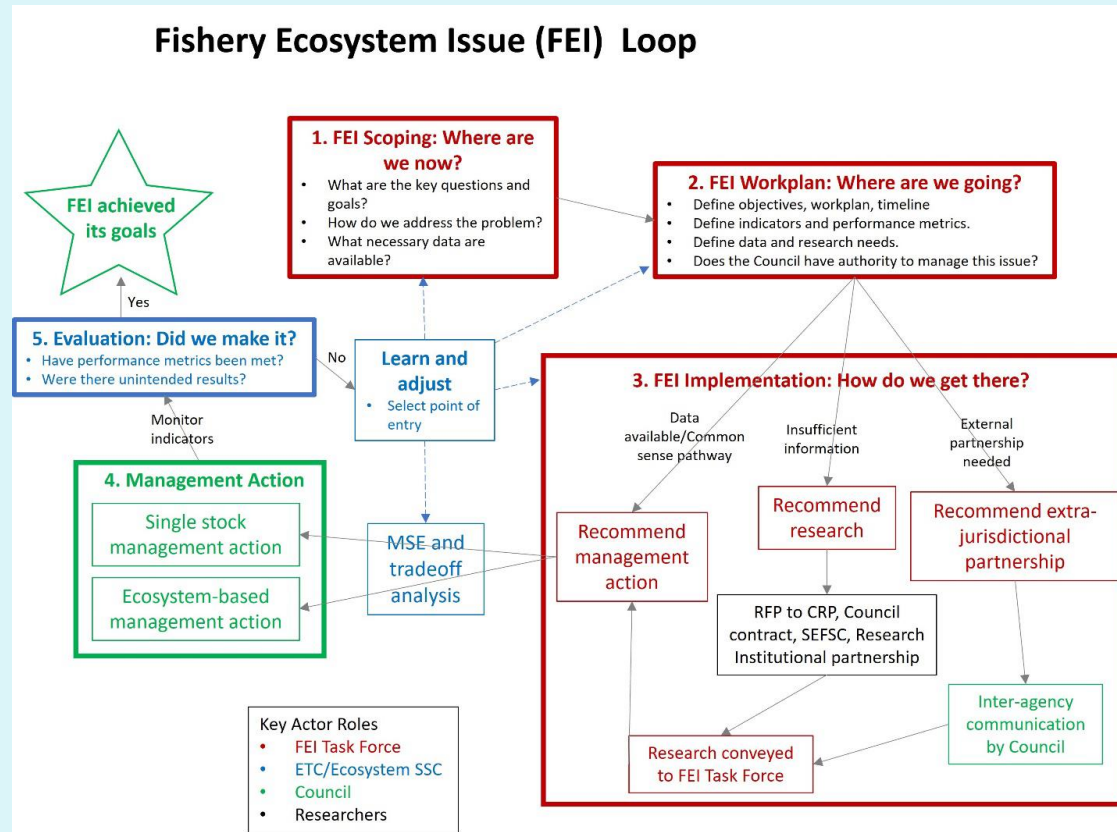 Fishery Ecosystem Issue (FEI) Loop
FEI achieved
its goals
1. FEI Scoping: Where are
we now?
• What are the key questions and
goals?
• How do we address the problem?
• What necessary data are
available?
2. FEI Workplan: Where are we going?
• Define objectives, workplan, timeline
• Define indicators and performance metrics.
• Define data and research needs.
• Does the Council have authority to manage this issue?
Yes
5. Evaluation: Did we make it?
• Have performance metrics been met?
• Were there unintended results?
No
Learn and
adjust
• Select point of
entry
Monitor
indicators
3. FEI Implementation: How do we get there?
Data
available/Common
sense pathway
Insufficient
information
External
partnership
needed
4. Management Action
Single stock
management action
Ecosystem-based
management action
MSE and
tradeoff
analysis
Recommend
management
action
Recommend
research
Recommend extra-
jurisdictional
partnership
RFP to CRP, Council
contract, SEFSC, Research
Institutional partnership
Inter-agency
communication
by Council
Research conveyed
to FEI Task Force
Key Actor Roles
• FEI Task Force
• ETC/Ecosystem SSC
• Council
• Researchers